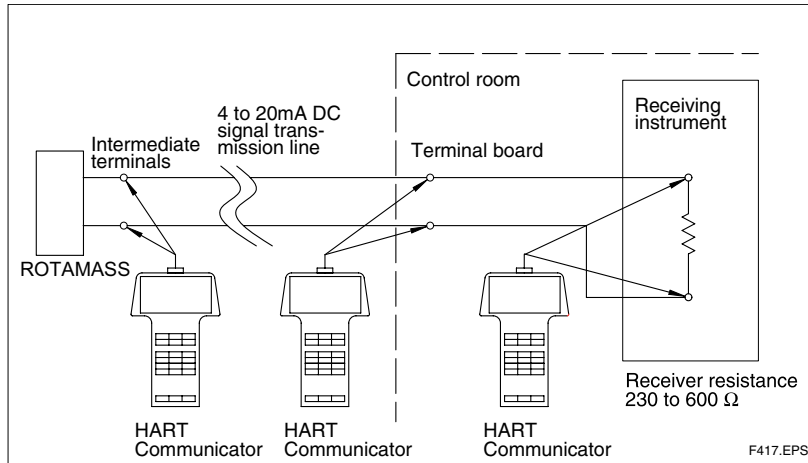 Control room
4 to 20mA DC
signal trans-
mission line
Receiving
instrument
Intermediate
terminals
Terminal board
ROTAMASS
Receiver resistance
230 to 600 Ω
HART
Communicator
HART
Communicator
HART
Communicator
F417.EPS